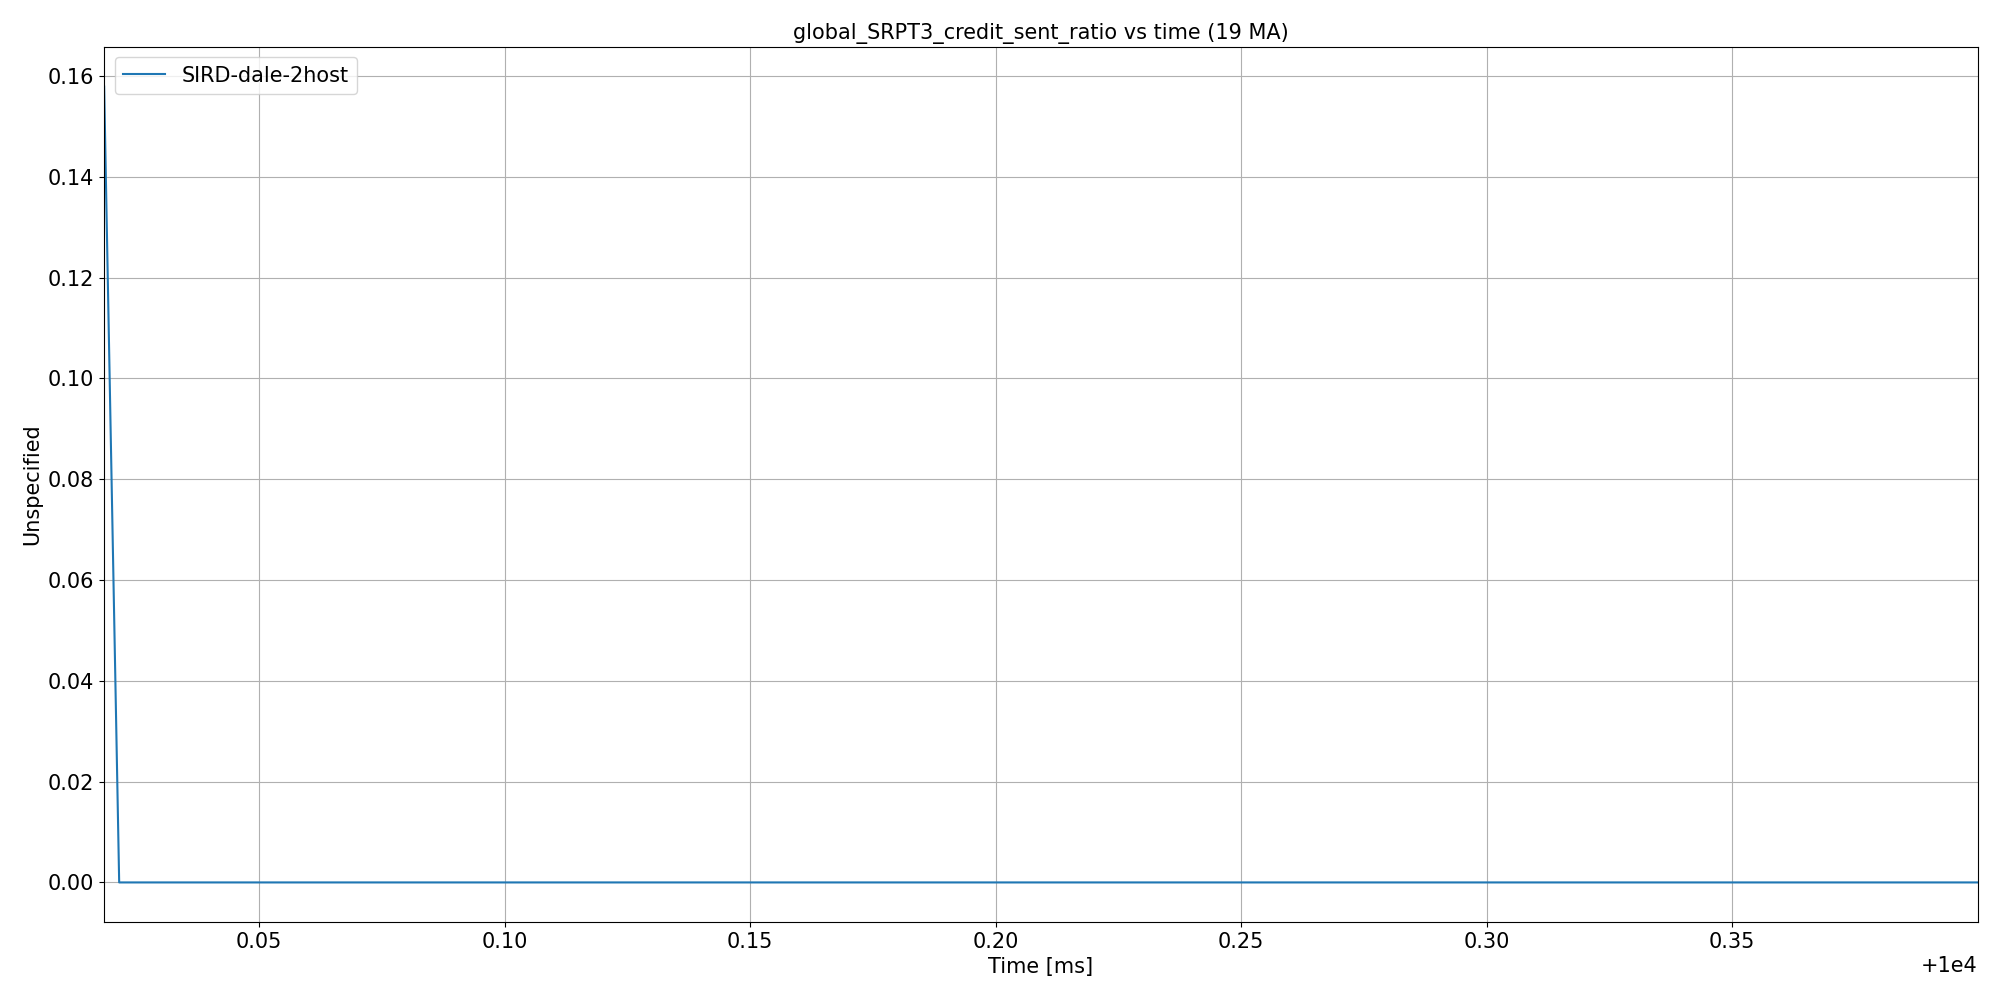 global_SRPT3_credit_sent_ratio vs time (19 MA)
SIRD-dale-2host
0.16
0.14
0.12
0.10
0.08
0.06
0.04
0.02
0.00
Unspecified
0.05 0.10 0.15 0.20 0.25 0.30 0.35
Time [ms]
+1e4